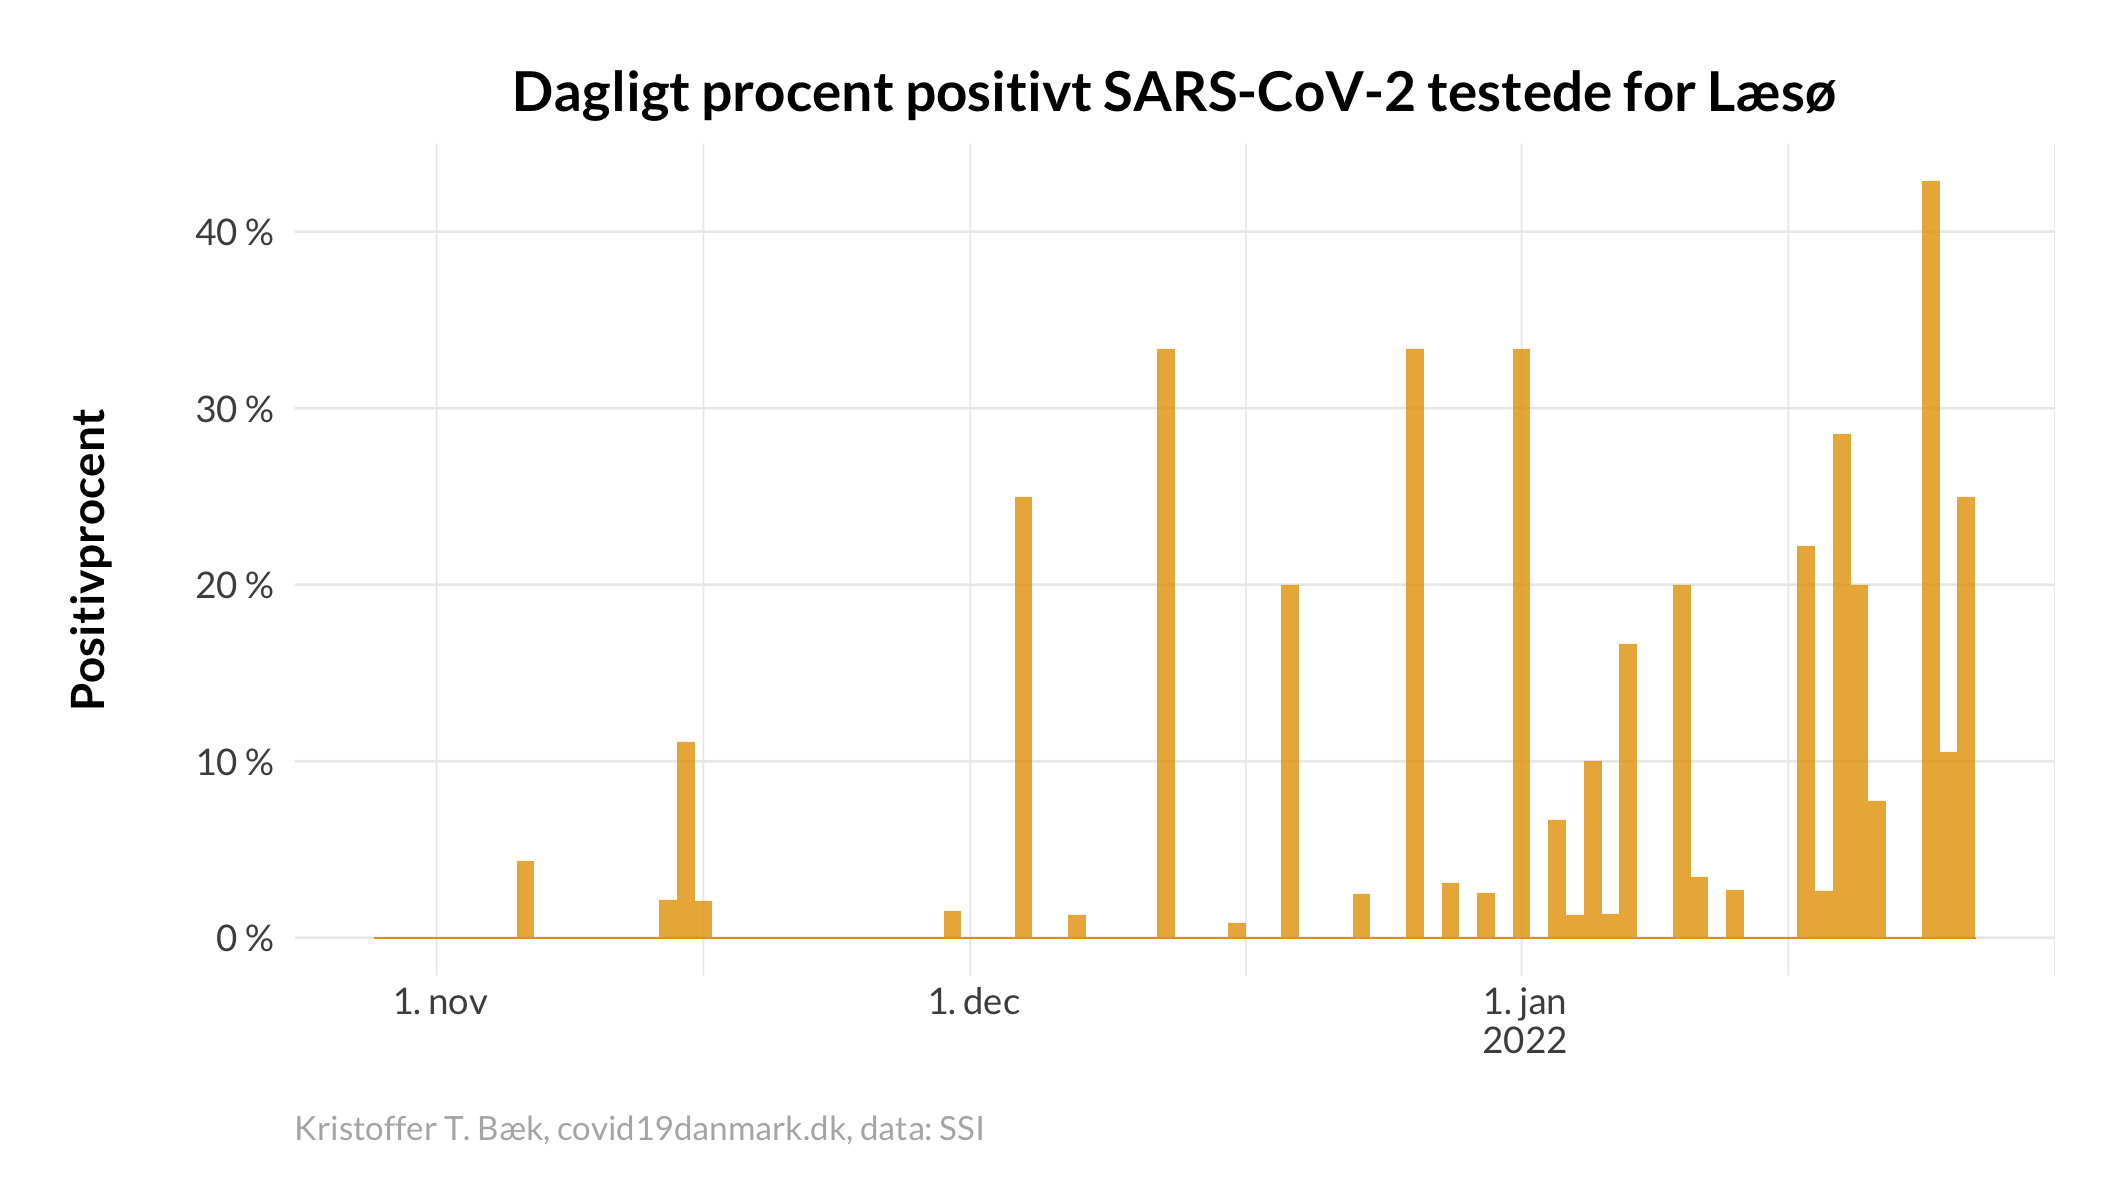 Dagligt procent positivt SARS-CoV-2 testede for Læsø
Positivprocent
40 %
30 %
20 %
10 %
0 %
1. nov
1. dec
1. jan
2022
Kristoffer T. Bæk, covid19danmark.dk, data: SSI